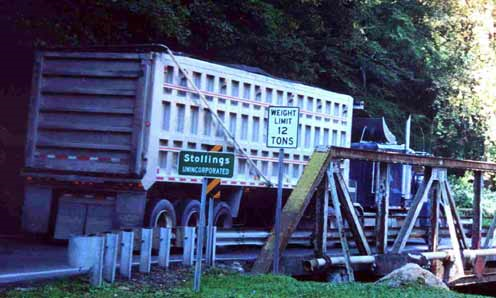 WEIGHT
LIMIT
12
TONS
Stollings
UNINCORPORATED